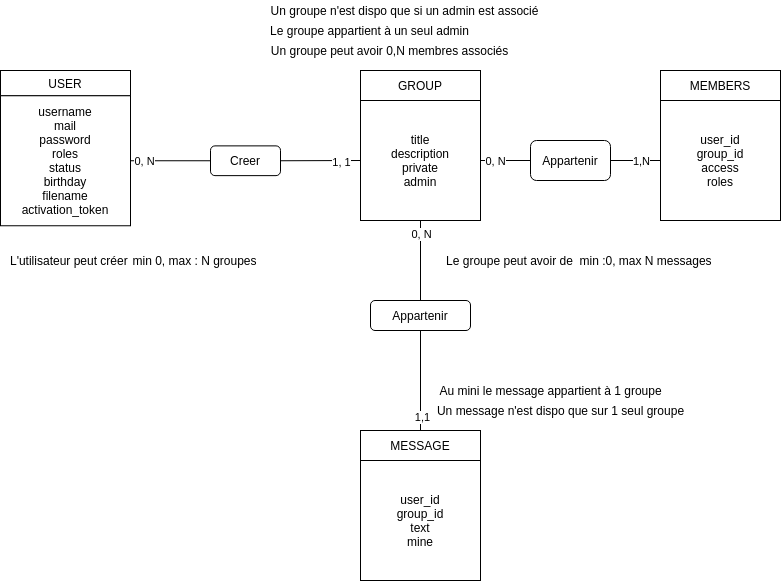 Un groupe n'est dispo que si un admin est associé
Le groupe appartient à un seul admin
Un groupe peut avoir 0,N membres associés
USER
username
mail
password
roles
status
birthday
filename
activation_token
0, N
Creer
1, 1
GROUP
title
description
private
admin
0, N
Appartenir
1,N
MEMBERS
user_id
group_id
access
roles
0, N
L'utilisateur peut créer min 0, max : N groupes
Le groupe peut avoir de min :0, max N messages
Appartenir
Au mini le message appartient à 1 groupe
Un message n'est dispo que sur 1 seul groupe
1,1
MESSAGE
user_id
group_id
text
mine